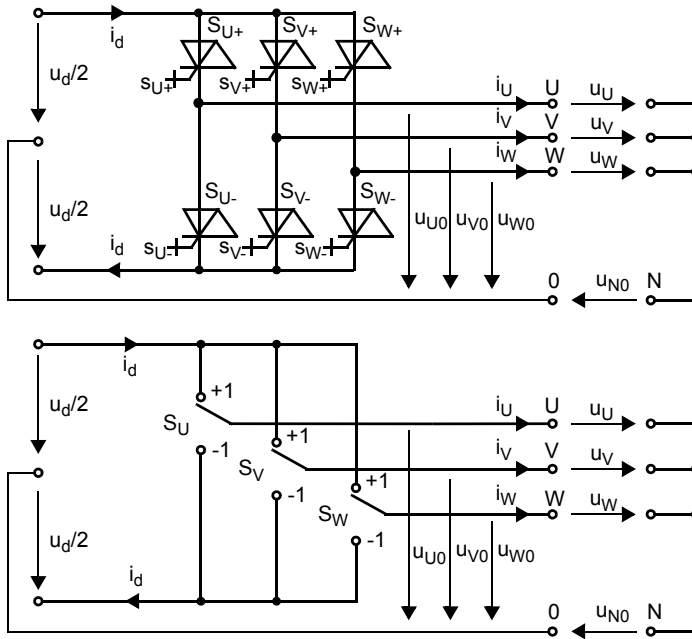 i_d S_U+ S_V+ S_W+
u_d/2 s_U+ s_V+ s_W+
i_U U u_U
i_V V u_V
i_W W u_W
u_d/2 S_U- S_V- S_W-
s_U- s_V- s_W- u_U0 u_V0 u_W0
i_d 0 u_N0 N
i_d
u_d/2 +1 i_U U u_U
S_U
-1 +1 i_V V u_V
S_V
-1 +1 i_W W u_W
u_d/2 S_W
-1 u_U0 u_V0 u_W0
i_d 0 u_N0 N